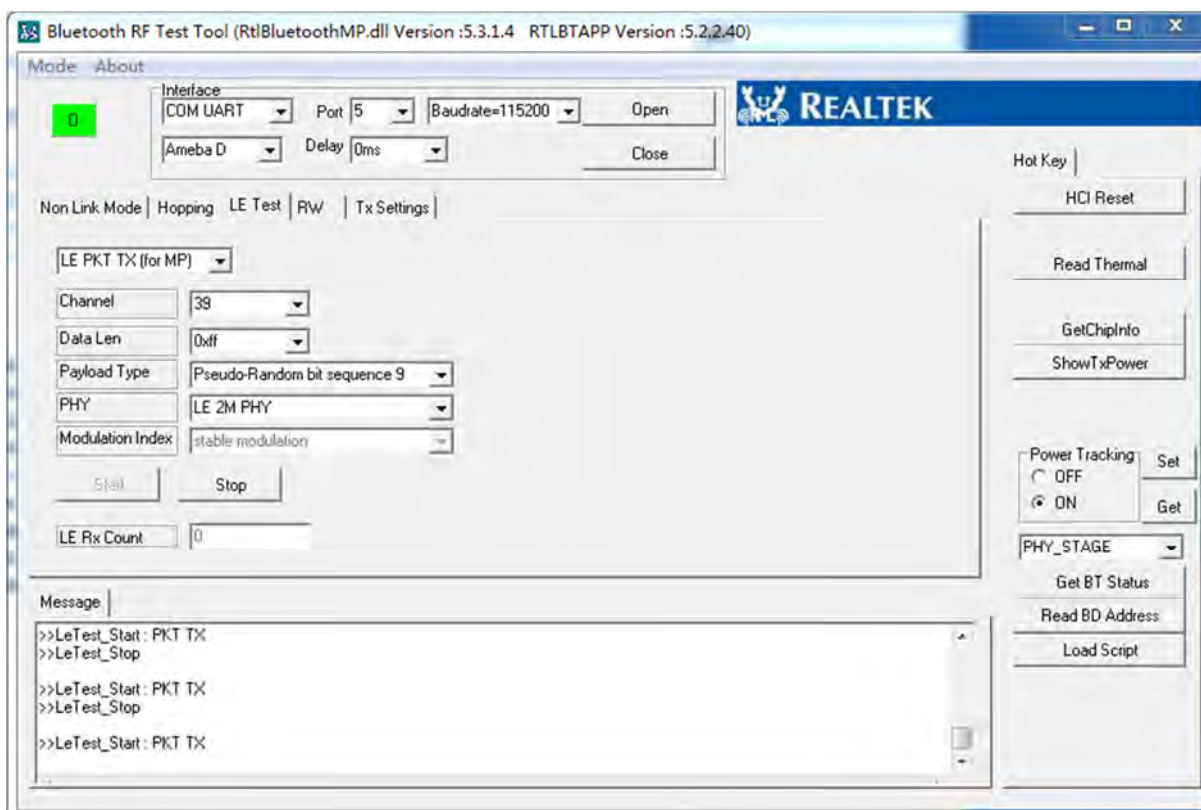 Bluetooth RF Test Tool (RtlBluetoothMP.dll Version :5.3.1.4 RTLBTAPP Version :5.2.2.40)
Mode About
0
Interface
COM UART Port 5 Baudrate=115200 Open
Ameba D Delay 0ms Close
REALTEK
Hot Key
HCI Reset
Read Thermal
GetChipInfo
ShowTxPower
Power Tracking
OFF
ON
Set
Get
PHY_STAGE
Get BT Status
Read BD Address
Load Script
Non Link Mode Hopping LE Test RW Tx Settings
LE PKT TX (for MP)
Channel 39
Data Len 0xff
Payload Type Pseudo-Random bit sequence 9
PHY LE 2M PHY
Modulation Index stable modulation
Start Stop
LE Rx Count 0
Message
>>LeTest_Start : PKT TX
>>LeTest_Stop
>>LeTest_Start : PKT TX
>>LeTest_Stop
>>LeTest_Start : PKT TX